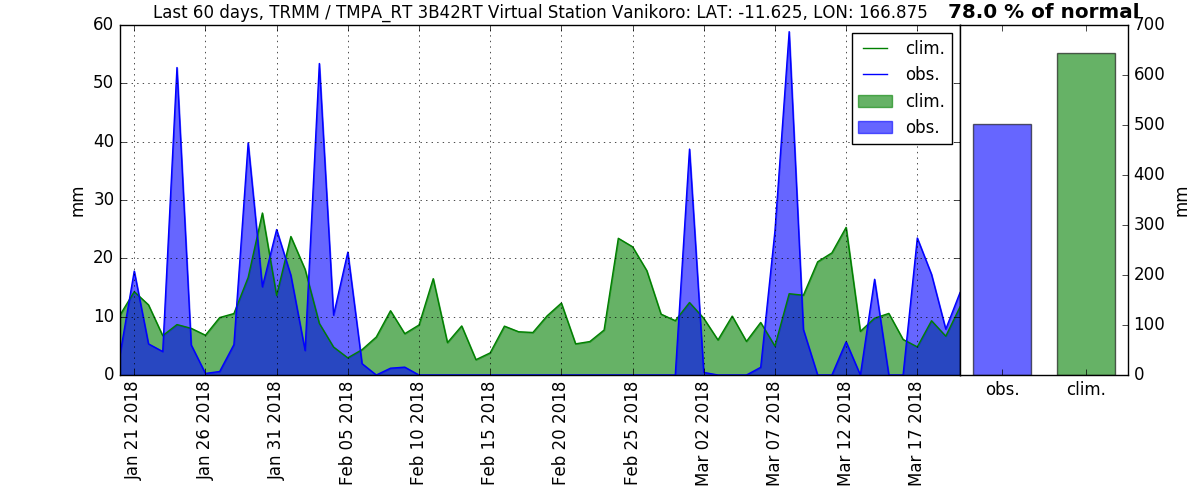 Last 60 days, TRMM / TMPA_RT 3B42RT Virtual Station Vanikoro: LAT: -11.625, LON: 166.875
78.0 % of normal
60
50
40
30
20
10
0
mm
clim.
obs.
clim.
obs.
700
600
500
400
300
200
100
0
mm
Jan 21 2018
Jan 26 2018
Jan 31 2018
Feb 05 2018
Feb 10 2018
Feb 15 2018
Feb 20 2018
Feb 25 2018
Mar 02 2018
Mar 07 2018
Mar 12 2018
Mar 17 2018
obs.
clim.